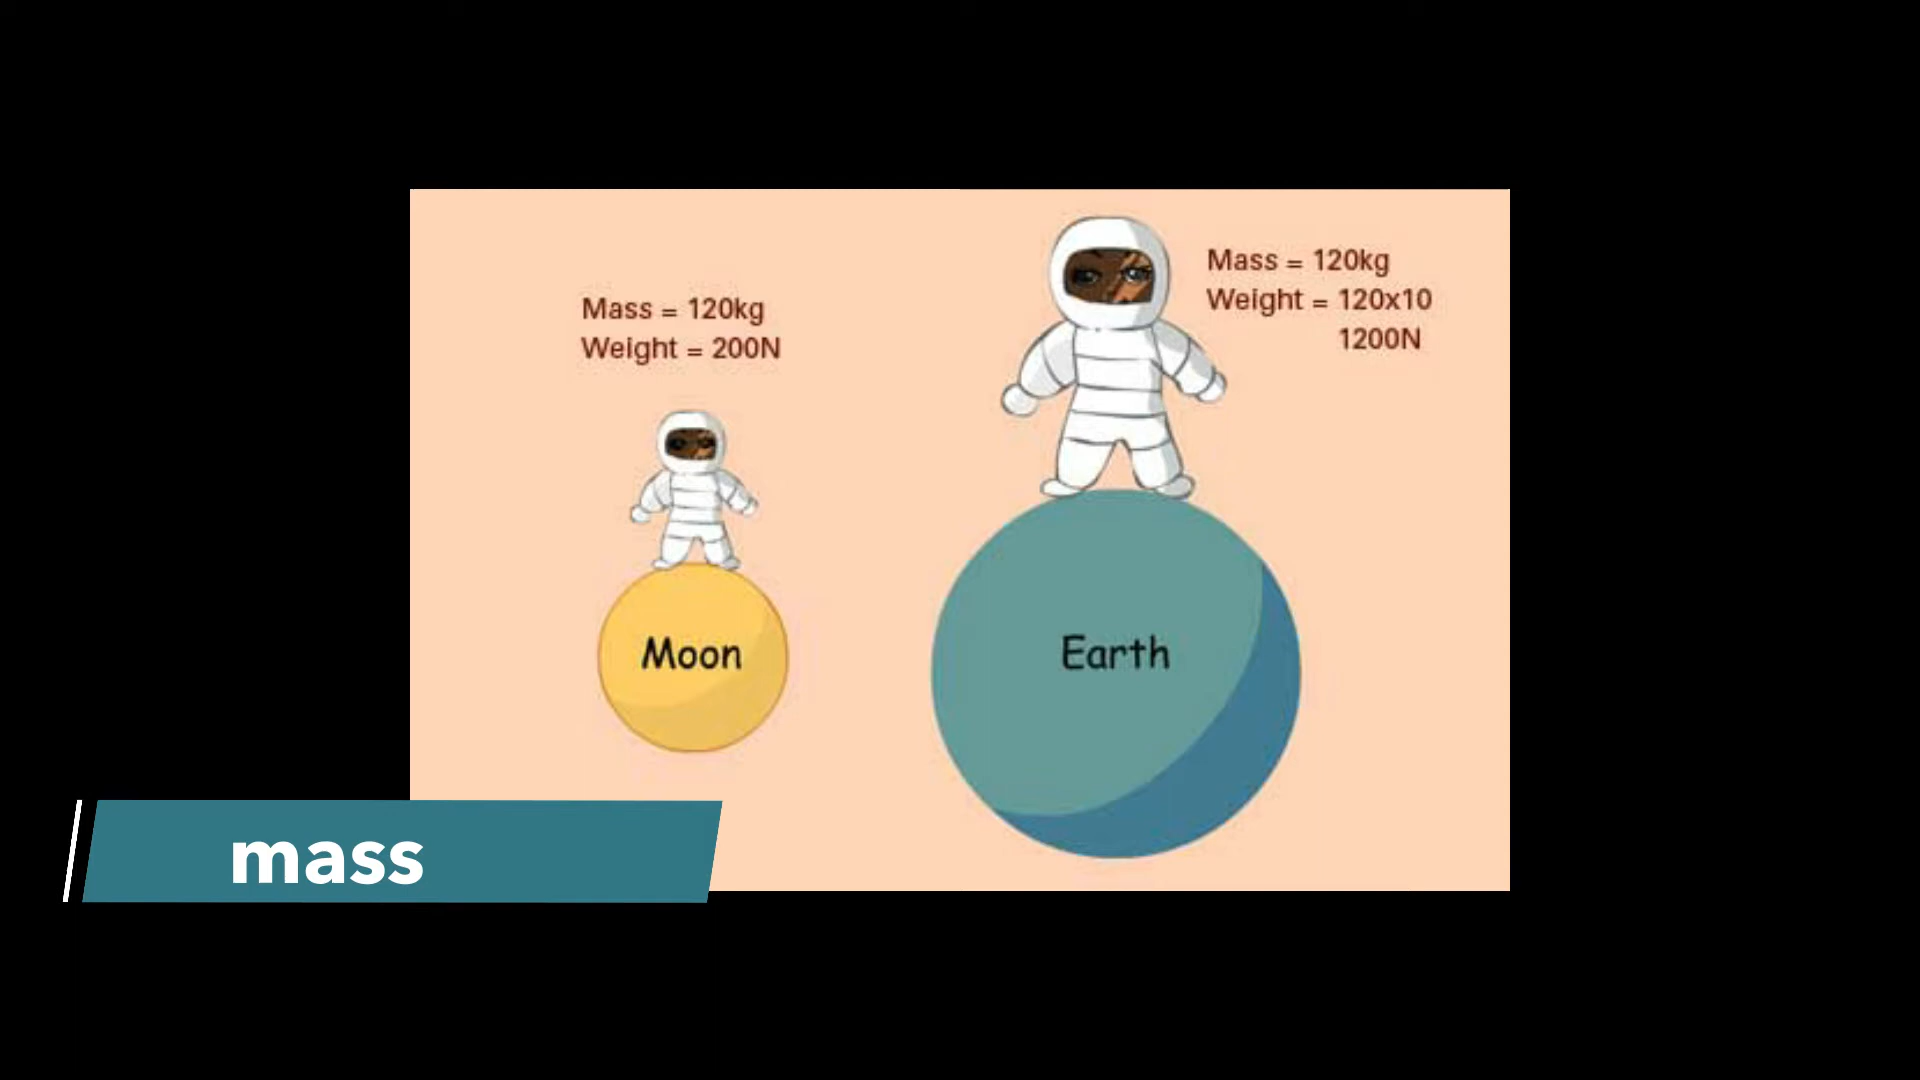 Mass = 120kg
Weight = 200N
Mass = 120kg
Weight = 120x10
1200N
Moon
Earth
mass